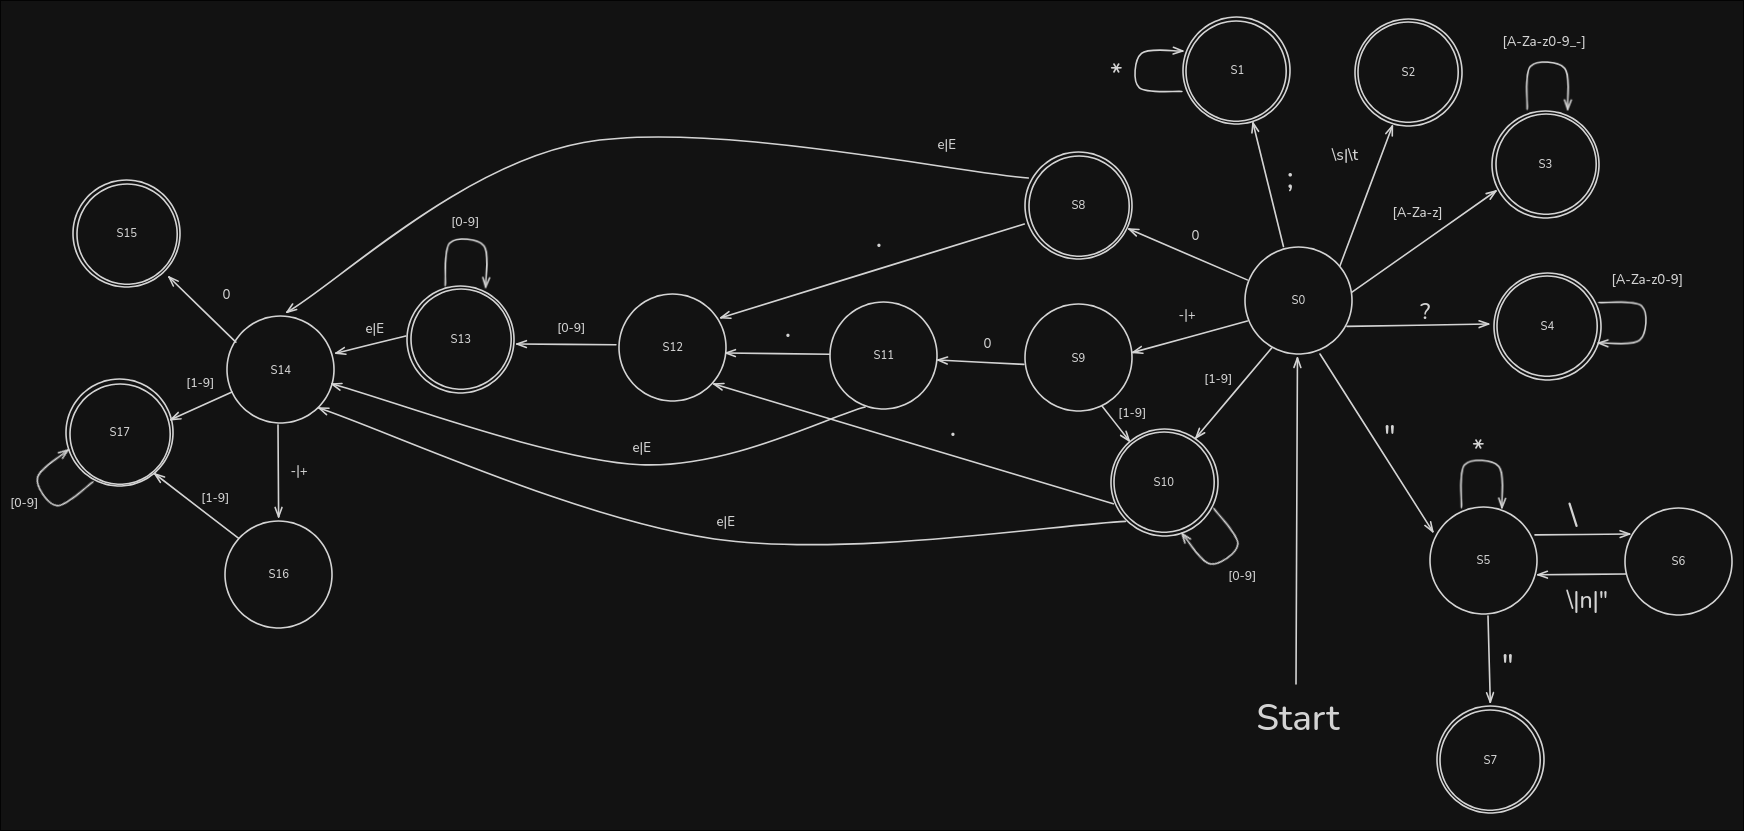 [A-Za-z0-9_-]
*
S1
S2
\s|\t
e|E
S3
;
[A-Za-z]
S8
0
.
[0-9]
S15
[A-Za-z0-9]
S0
?
0
-|+
S4
e|E
[0-9]
.
0
S13
S12
S11
S9
S14
[1-9]
[1-9]
[1-9]
S17
"
.
*
e|E
-|+
[1-9]
S10
[0-9]
e|E
\
S5
S6
S16
[0-9]
\|n|"
"
Start
S7